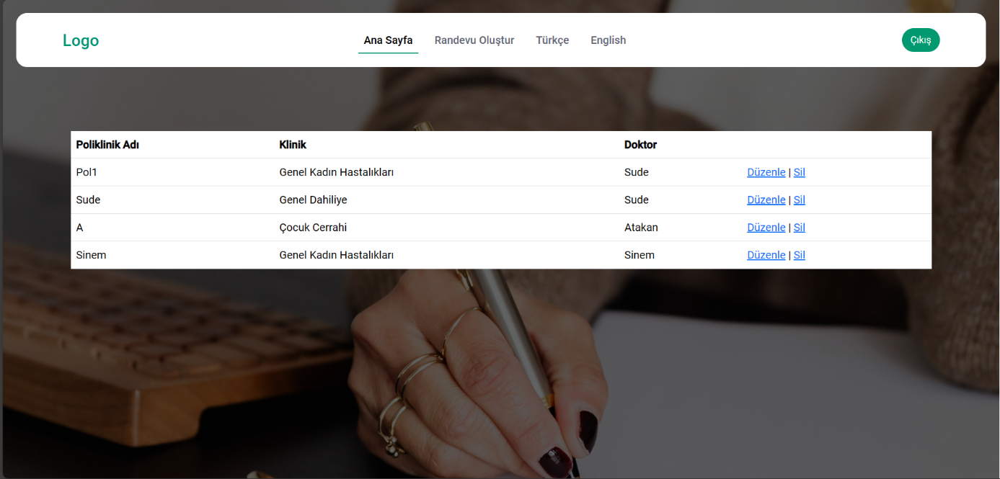 Logo Ana Sayfa Randevu Oluştur Türkçe English Çıkış
Poliklinik Adı Klinik Doktor
Pol1 Genel Kadın Hastalıkları Sude Düzenle | Sil
Sude Genel Dahiliye Sude Düzenle | Sil
A Çocuk Cerrahi Atakan Düzenle | Sil
Sinem Genel Kadın Hastalıkları Sinem Düzenle | Sil